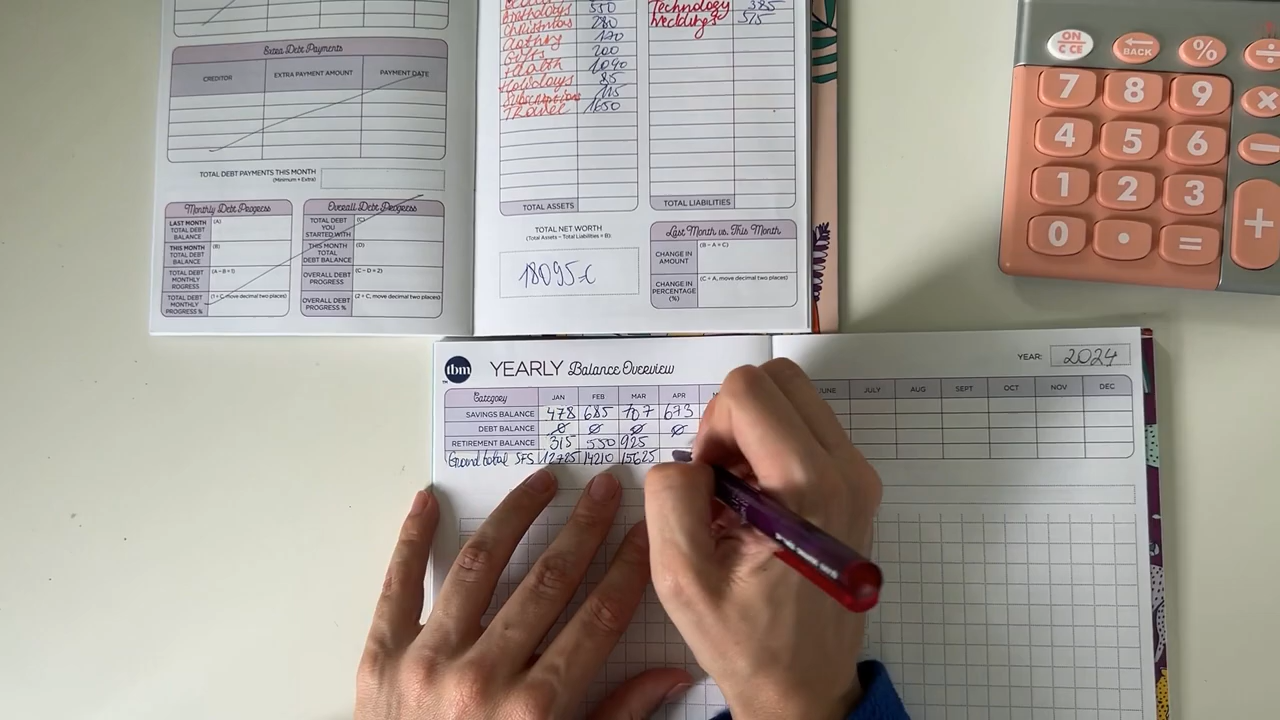 Extra Debt Payments
CREDITOR EXTRA PAYMENT AMOUNT PAYMENT DATE
TOTAL DEBT PAYMENTS THIS MONTH
(Minimum + Extra)
Monthly Debt Progress
LAST MONTH TOTAL DEBT BALANCE (A)
THIS MONTH TOTAL DEBT BALANCE (B)
TOTAL DEBT MONTHLY ROGRESS (A - B = 1)
TOTAL DEBT MONTHLY PROGRESS % (1 ÷ C, move decimal two places)
Overall Debt Progress
TOTAL DEBT YOU STARTED WITH (C)
THIS MONTH TOTAL DEBT BALANCE (D)
OVERALL DEBT PROGRESS (C - D = 2)
OVERALL DEBT PROGRESS % (2 ÷ C, move decimal two places)
Birthdays 550
Christmas 280
Clothing 120
Gifts 200
Health 1090
Holidays 85
Subscriptions 115
Travel 1650
TOTAL ASSETS
Technology 385
Weddings 515
TOTAL LIABILITIES
TOTAL NET WORTH
(Total Assets - Total Liabilities = B)
18095€
Last Month vs. This Month
CHANGE IN AMOUNT (B - A = C)
CHANGE IN PERCENTAGE (%) (C ÷ A, move decimal two places)
ON
C CE
BACK
%
÷
7 8 9 ×
4 5 6 −
1 2 3 +
0 • =
tbm YEARLY Balance Overview
YEAR: 2024
Category JAN FEB MAR APR JUNE JULY AUG SEPT OCT NOV DEC
SAVINGS BALANCE 478 685 707 673
DEBT BALANCE Ø Ø Ø Ø
RETIREMENT BALANCE 315 550 925
Grand total SFS 12725 14210 15625